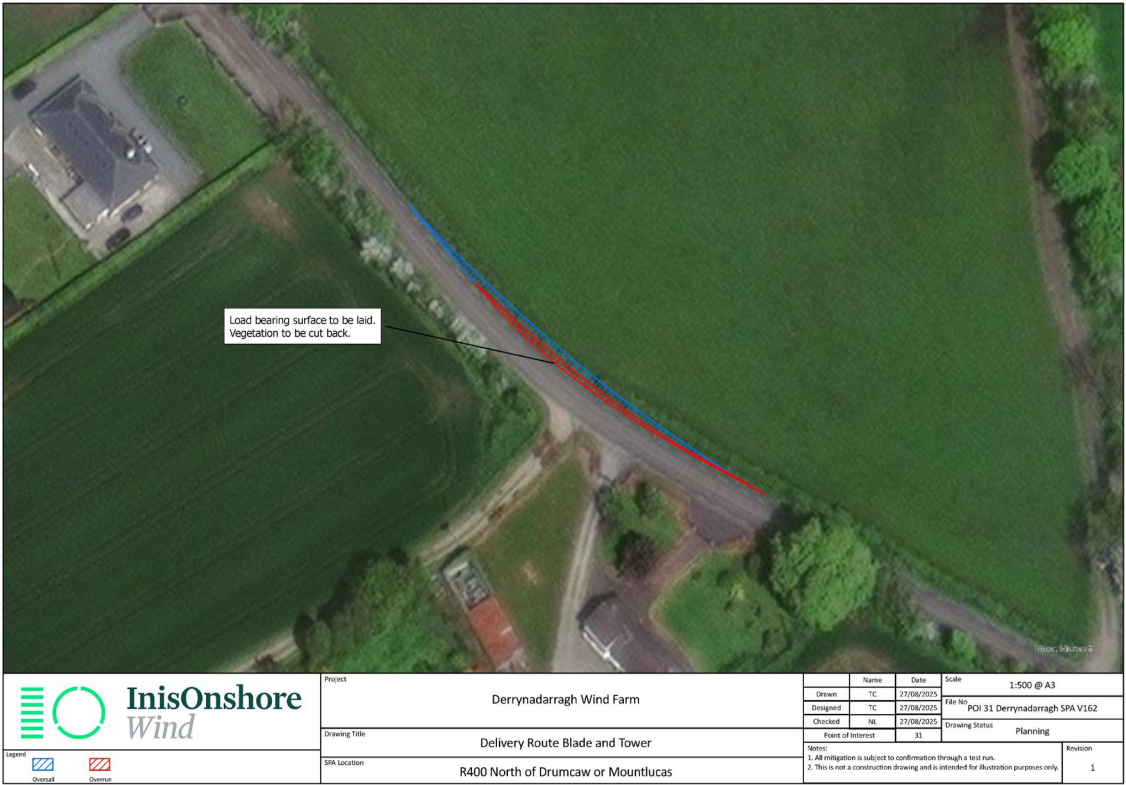 Load bearing surface to be laid.
Vegetation to be cut back.
InisOnshore
Wind
Legend
Oversail
Overrun
Project
Derrynadarragh Wind Farm
Drawing Title
Delivery Route Blade and Tower
SPA Location
R400 North of Drumcaw or Mountlucas
Name Date
Drawn TC 27/08/2025
Designed TC 27/08/2025
Checked NL 27/08/2025
Point of Interest 31
Notes:
1. All mitigation is subject to confirmation through a test run.
2. This is not a construction drawing and is intended for illustration purposes only.
Scale
1:500 @ A3
File No
POI 31 Derrynadarragh SPA V162
Drawing Status
Planning
Revision
1